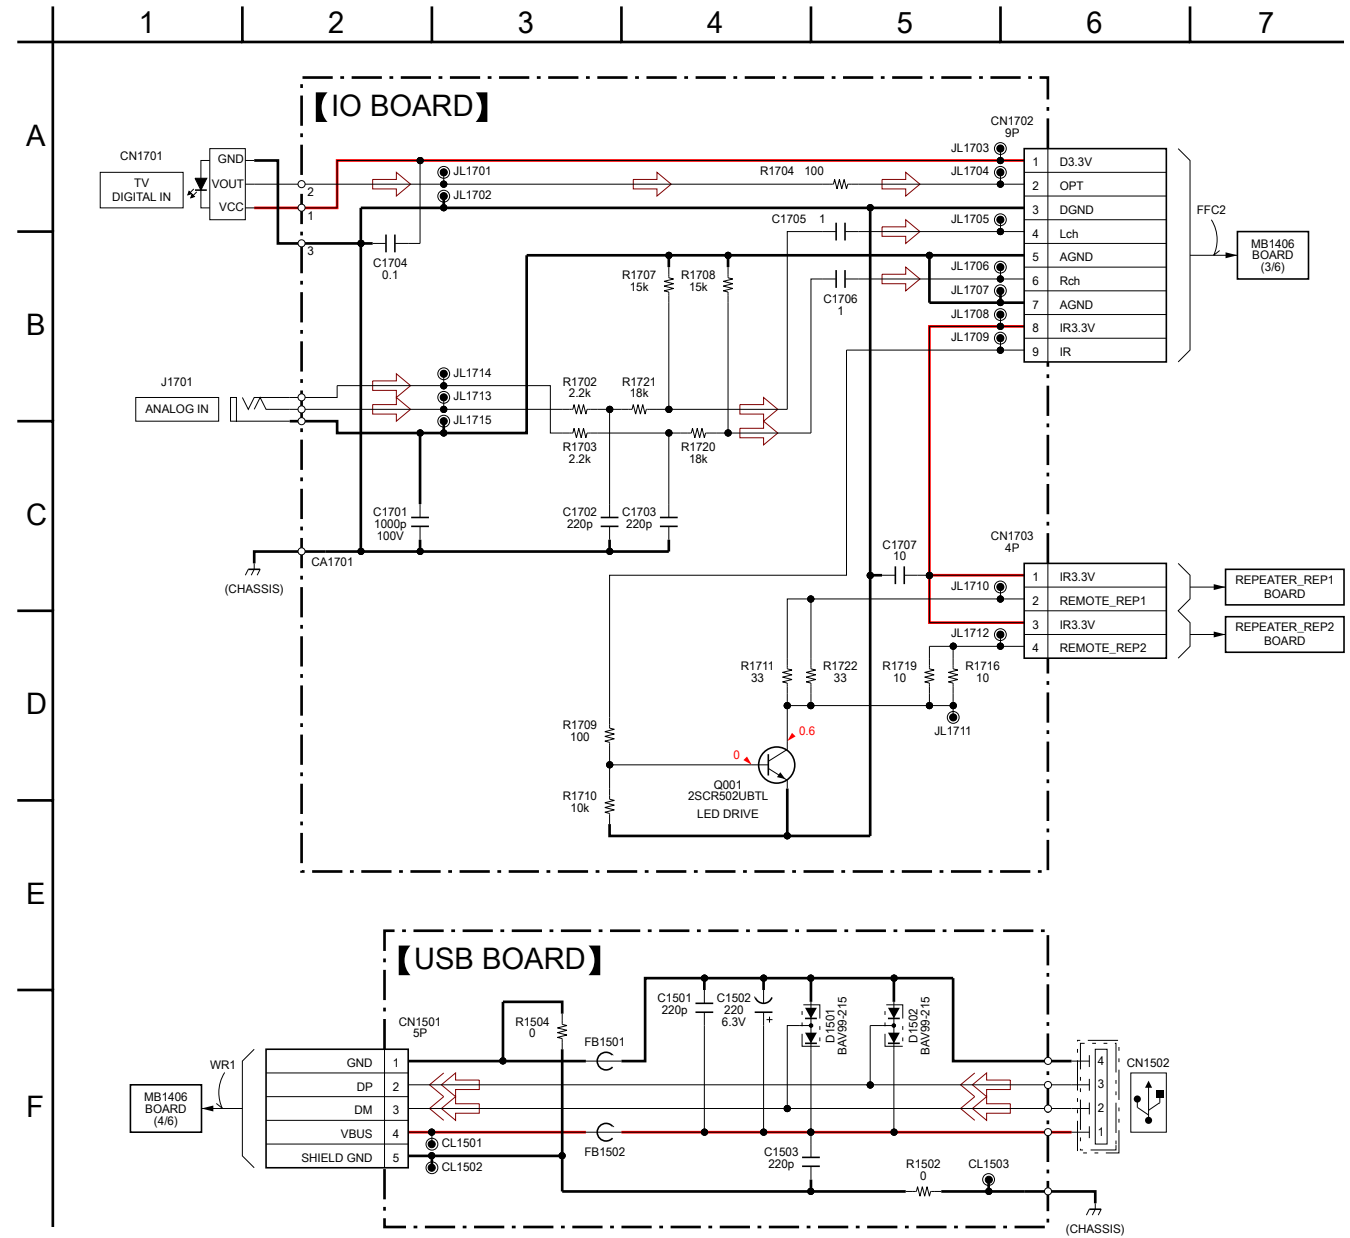 1 2 3 4 5 6 7
A
B
C
D
E
F
【IO BOARD】
CN1701
TV
DIGITAL IN
GND
VOUT
VCC
2
1
3
JL1701
JL1702
C1704
0.1
R1704 100
C1705 1
C1706
1
R1707
15k
R1708
15k
CN1702
9P
JL1703
JL1704
JL1705
JL1706
JL1707
JL1708
JL1709
1 D3.3V
2 OPT
3 DGND
4 Lch
5 AGND
6 Rch
7 AGND
8 IR3.3V
9 IR
FFC2
MB1406
BOARD
(3/6)
J1701
ANALOG IN
JL1714
JL1713
JL1715
R1702
2.2k
R1721
18k
R1703
2.2k
R1720
18k
C1701
1000p
100V
C1702
220p
C1703
220p
CA1701
(CHASSIS)
C1707
10
CN1703
4P
JL1710
JL1712
1 IR3.3V
2 REMOTE_REP1
3 IR3.3V
4 REMOTE_REP2
REPEATER_REP1
BOARD
REPEATER_REP2
BOARD
R1711
33
R1722
33
R1719
10
R1716
10
JL1711
R1709
100
0
0.6
Q001
2SCR502UBTL
LED DRIVE
R1710
10k
【USB BOARD】
CN1501
5P
WR1
MB1406
BOARD
(4/6)
GND 1
DP 2
DM 3
VBUS 4
SHIELD GND 5
CL1501
CL1502
R1504
0
FB1501
FB1502
C1501
220p
C1502
220
6.3V
+
D1501
BAV99-215
D1502
BAV99-215
C1503
220p
R1502
0
CL1503
4
3
2
1
CN1502
(CHASSIS)